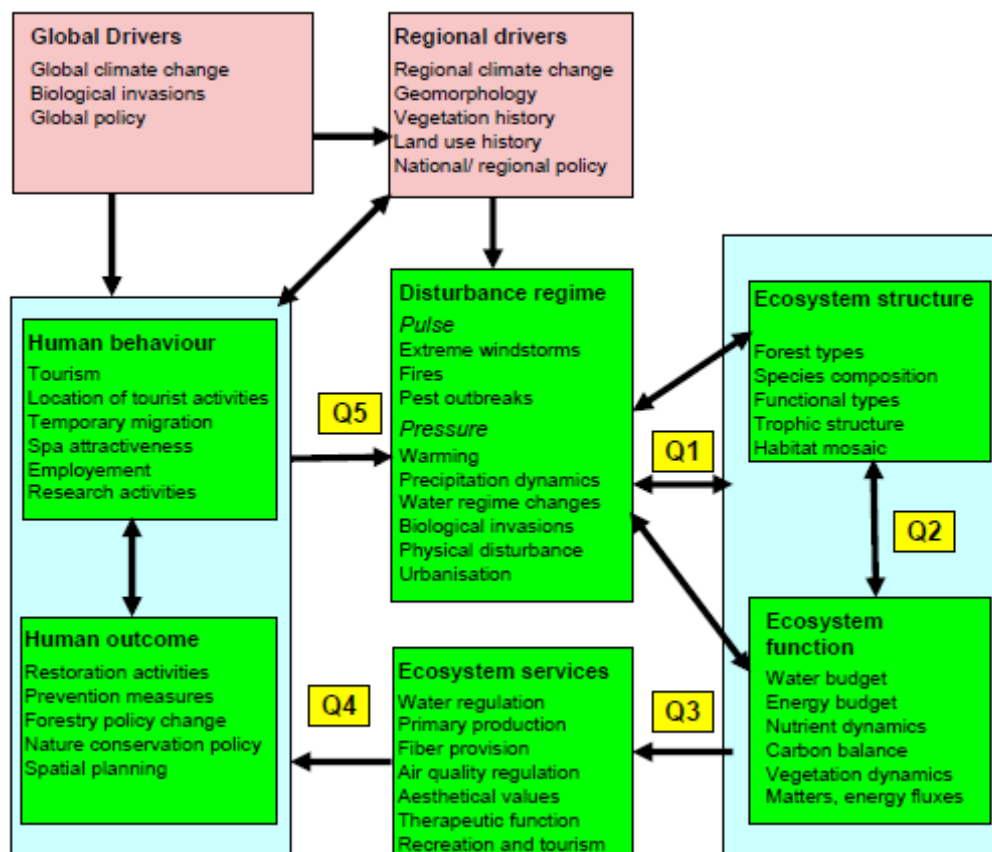 Global Drivers
Global climate change
Biological invasions
Global policy
Regional drivers
Regional climate change
Geomorphology
Vegetation history
Land use history
National/ regional policy
Human behaviour
Tourism
Location of tourist activities
Temporary migration
Spa attractiveness
Employement
Research activities
Q5
Disturbance regime
Pulse
Extreme windstorms
Fires
Pest outbreaks
Pressure
Warming
Precipitation dynamics
Water regime changes
Biological invasions
Physical disturbance
Urbanisation
Q1
Ecosystem structure
Forest types
Species composition
Functional types
Trophic structure
Habitat mosaic
Q2
Human outcome
Restoration activities
Prevention measures
Forestry policy change
Nature conservation policy
Spatial planning
Q4
Ecosystem services
Water regulation
Primary production
Fiber provision
Air quality regulation
Aesthetical values
Therapeutic function
Recreation and tourism
Q3
Ecosystem
function
Water budget
Energy budget
Nutrient dynamics
Carbon balance
Vegetation dynamics
Matters, energy fluxes